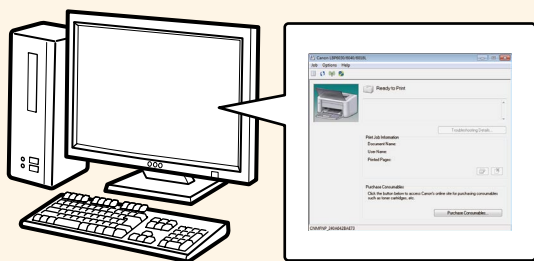 Canon LBP6030/6040/6018L
Job Options Help
Ready to Print
Troubleshooting Details...
Print Job Information
Document Name:
User Name:
Printed Pages:
Purchase Consumables
Click the button below to access Canon's online site for purchasing consumables
such as toner cartridges, etc.
Purchase Consumables...